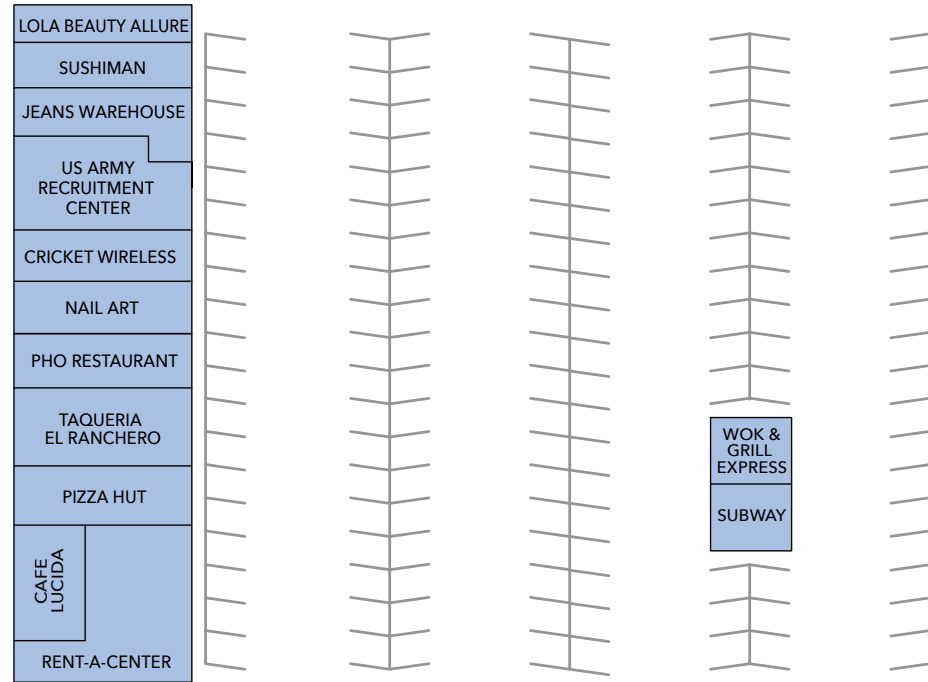 LOLA BEAUTY ALLURE
SUSHIMAN
JEANS WAREHOUSE
US ARMY
RECRUITMENT
CENTER
CRICKET WIRELESS
NAIL ART
PHO RESTAURANT
TAQUERIA
EL RANCHERO
PIZZA HUT
CAFE
LUCIDA
RENT-A-CENTER
WOK &
GRILL
EXPRESS
SUBWAY